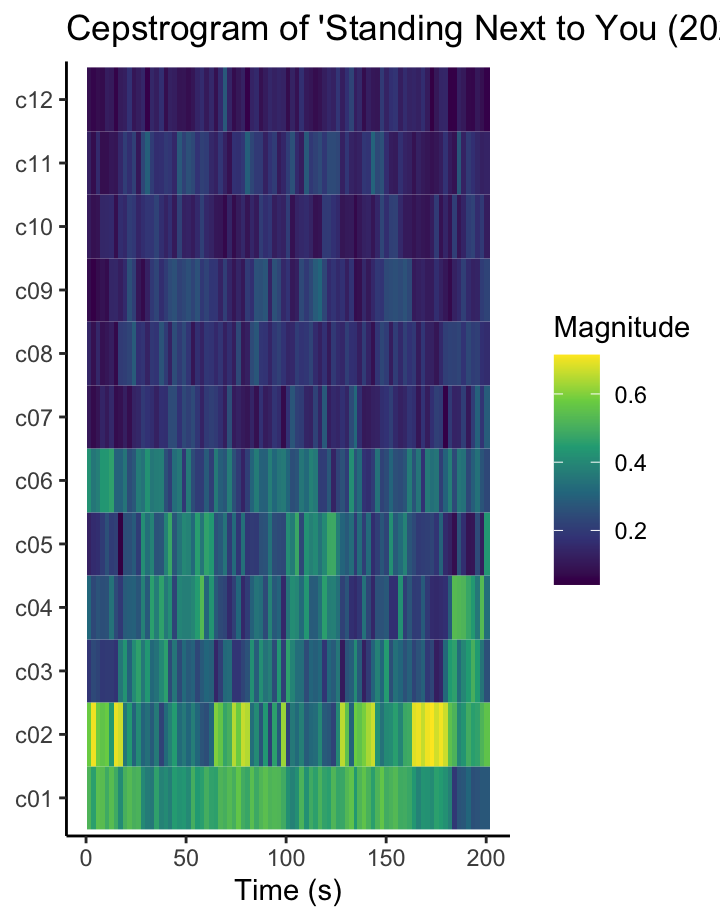 Cepstrogram of 'Standing Next to You (20
c12
c11
c10
c09
c08
c07
c06
c05
c04
c03
c02
c01
0 50 100 150 200
Time (s)
Magnitude
0.6
0.4
0.2